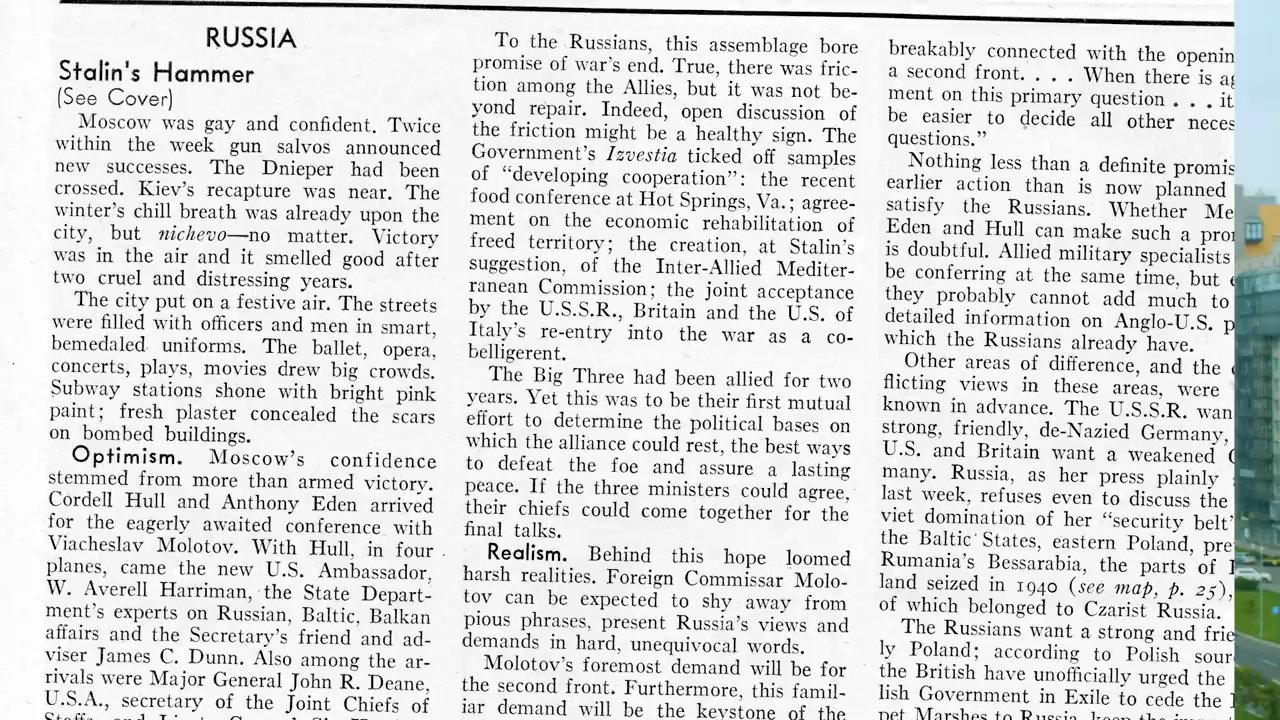 RUSSIA
Stalin's Hammer
(See Cover)
Moscow was gay and confident. Twice
within the week gun salvos announced
new successes. The Dnieper had been
crossed. Kiev's recapture was near. The
winter's chill breath was already upon the
city, but nichevo—no matter. Victory
was in the air and it smelled good after
two cruel and distressing years.
The city put on a festive air. The streets
were filled with officers and men in smart,
bemedaled uniforms. The ballet, opera,
concerts, plays, movies drew big crowds.
Subway stations shone with bright pink
paint; fresh plaster concealed the scars
on bombed buildings.
Optimism. Moscow's confidence
stemmed from more than armed victory.
Cordell Hull and Anthony Eden arrived
for the eagerly awaited conference with
Viacheslav Molotov. With Hull, in four
planes, came the new U.S. Ambassador,
W. Averell Harriman, the State Depart-
ment's experts on Russian, Baltic, Balkan
affairs and the Secretary's friend and ad-
viser James C. Dunn. Also among the ar-
rivals were Major General John R. Deane,
U.S.A., secretary of the Joint Chiefs of
To the Russians, this assemblage bore
promise of war's end. True, there was fric-
tion among the Allies, but it was not be-
yond repair. Indeed, open discussion of
the friction might be a healthy sign. The
Government's Izvestia ticked off samples
of "developing cooperation": the recent
food conference at Hot Springs, Va.; agree-
ment on the economic rehabilitation of
freed territory; the creation, at Stalin's
suggestion, of the Inter-Allied Mediter-
ranean Commission; the joint acceptance
by the U.S.S.R., Britain and the U.S. of
Italy's re-entry into the war as a co-
belligerent.
The Big Three had been allied for two
years. Yet this was to be their first mutual
effort to determine the political bases on
which the alliance could rest, the best ways
to defeat the foe and assure a lasting
peace. If the three ministers could agree,
their chiefs could come together for the
final talks.
Realism. Behind this hope loomed
harsh realities. Foreign Commissar Molo-
tov can be expected to shy away from
pious phrases, present Russia's views and
demands in hard, unequivocal words.
Molotov's foremost demand will be for
the second front. Furthermore, this famil-
iar demand will be the keystone of the
breakably connected with the openin
a second front. . . . When there is ag
ment on this primary question . . . it
be easier to decide all other neces
questions."
Nothing less than a definite promis
earlier action than is now planned
satisfy the Russians. Whether Me
Eden and Hull can make such a pro
is doubtful. Allied military specialists
be conferring at the same time, but
they probably cannot add much to
detailed information on Anglo-U.S. p
which the Russians already have.
Other areas of difference, and the
flicting views in these areas, were
known in advance. The U.S.S.R. wan
strong, friendly, de-Nazied Germany,
U.S. and Britain want a weakened
many. Russia, as her press plainly
last week, refuses even to discuss the
viet domination of her "security belt"
the Baltic States, eastern Poland, pre
Rumania's Bessarabia, the parts of
land seized in 1940 (see map, p. 25),
of which belonged to Czarist Russia.
The Russians want a strong and frie
ly Poland; according to Polish sour
the British have unofficially urged the
lish Government in Exile to cede the